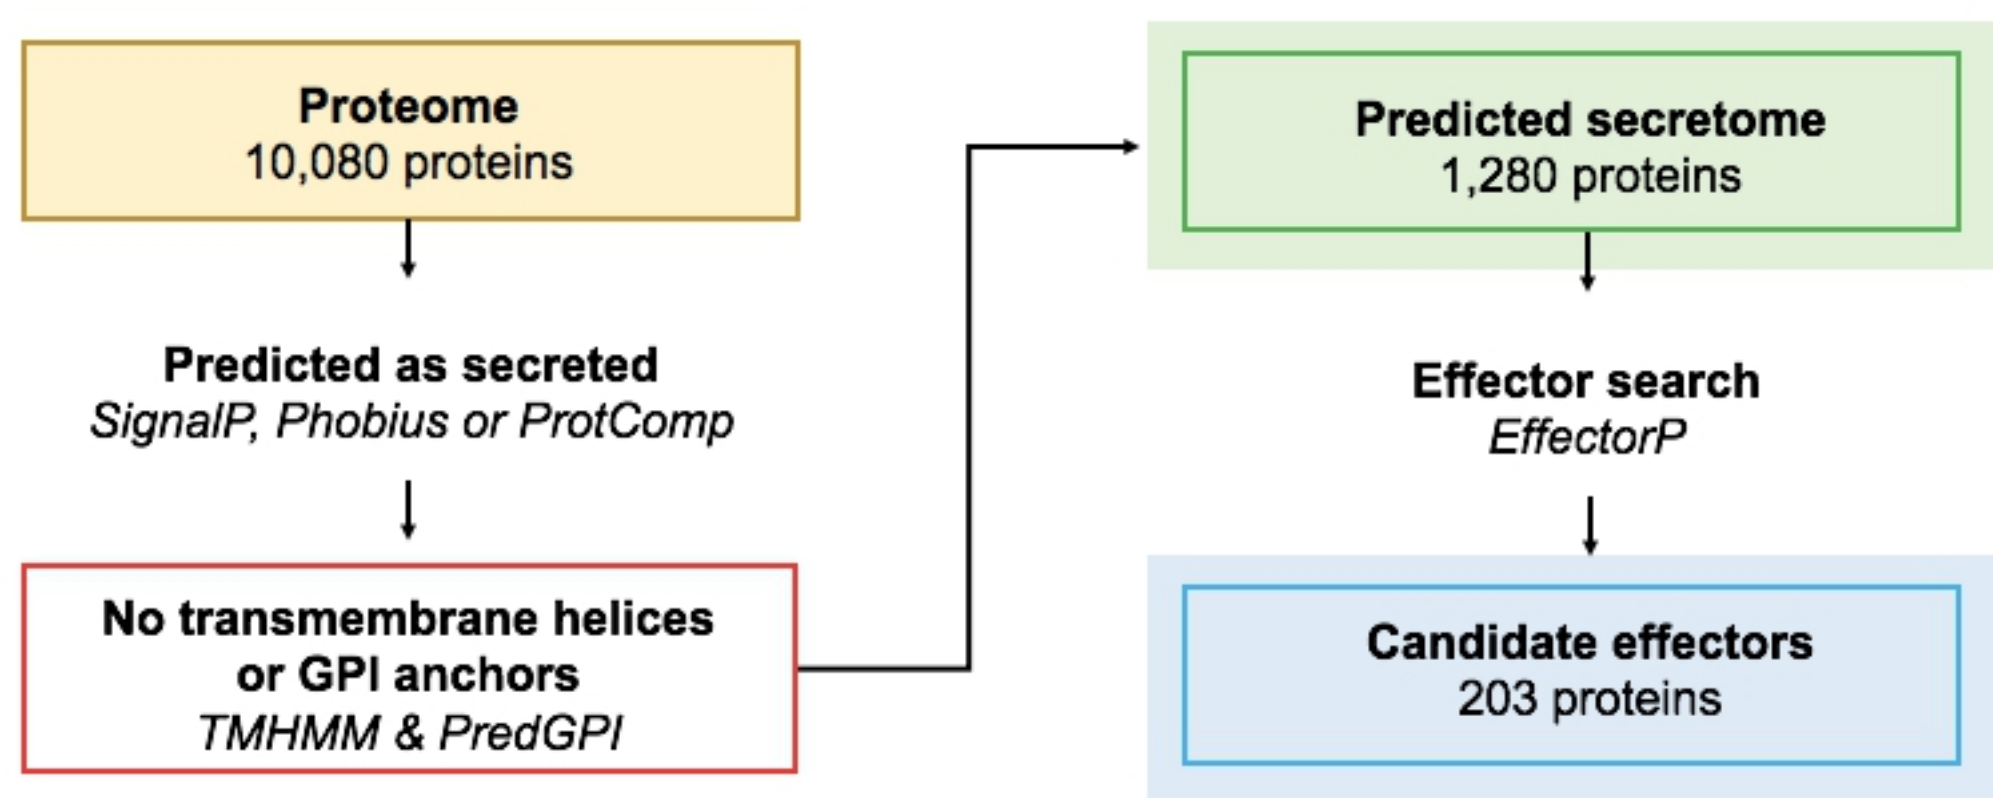 Proteome
10,080 proteins
Predicted as secreted
SignalP, Phobius or ProtComp
No transmembrane helices
or GPI anchors
TMHMM & PredGPI
Predicted secretome
1,280 proteins
Effector search
EffectorP
Candidate effectors
203 proteins